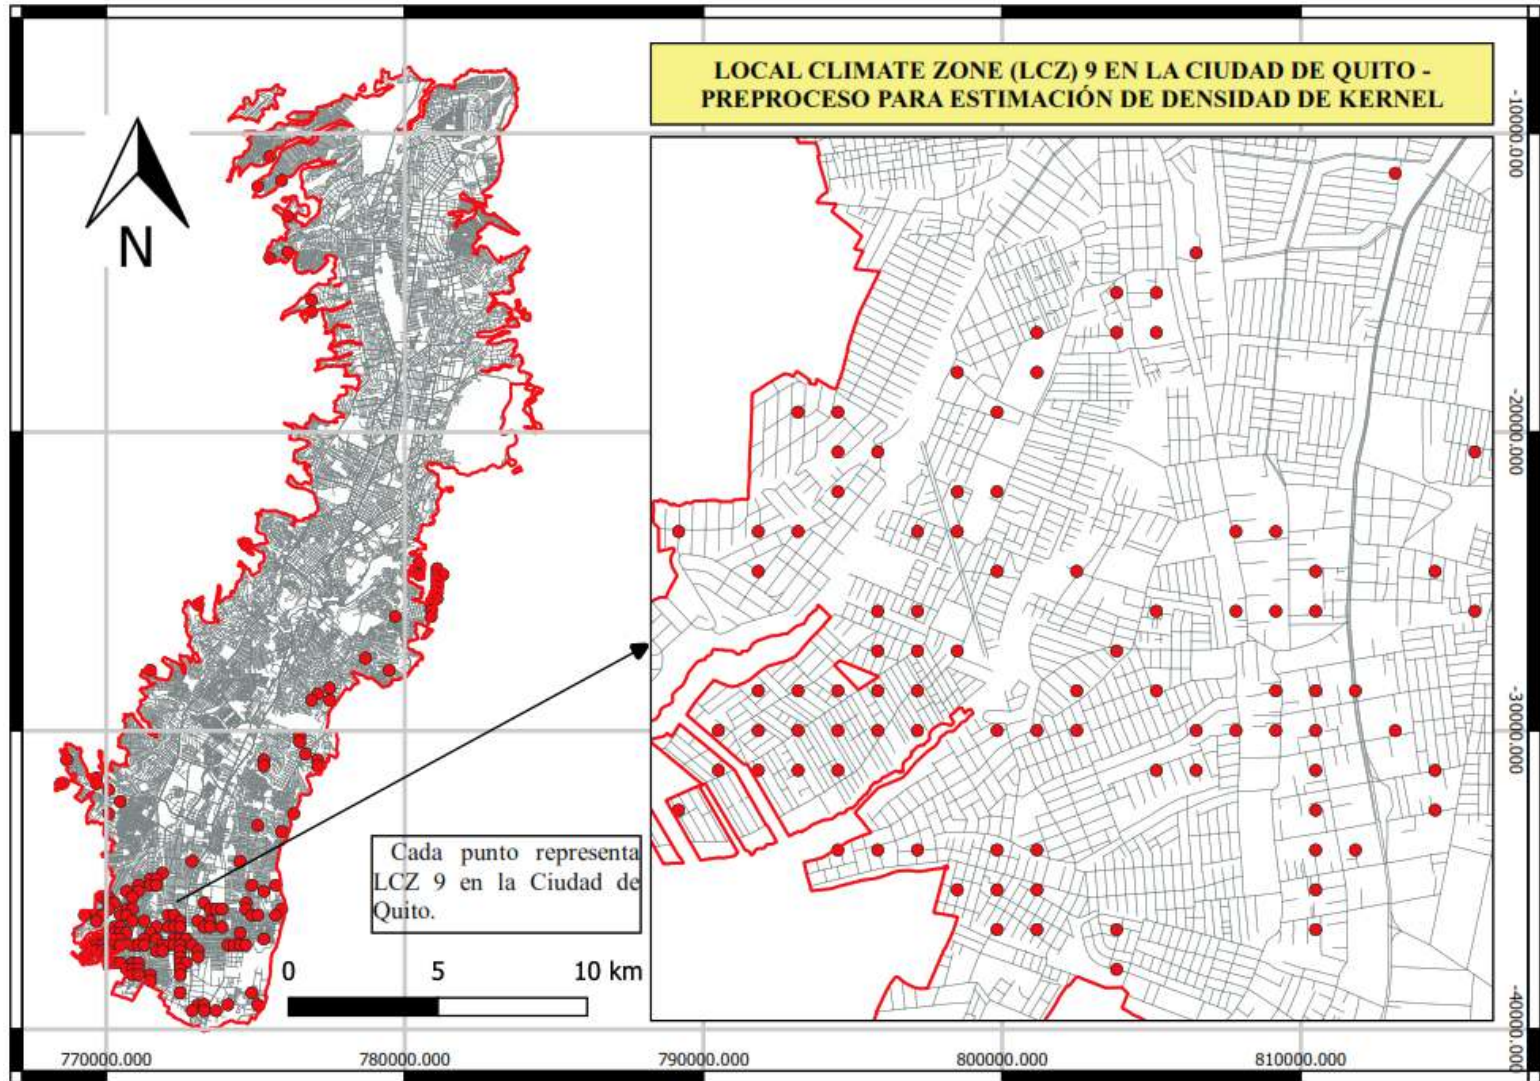 LOCAL CLIMATE ZONE (LCZ) 9 EN LA CIUDAD DE QUITO -
PREPROCESO PARA ESTIMACIÓN DE DENSIDAD DE KERNEL
N
Cada punto representa
LCZ 9 en la Ciudad de
Quito.
0 5 10 km
770000.000 780000.000 790000.000 800000.000 810000.000
-10000.000
-20000.000
-30000.000
-40000.000